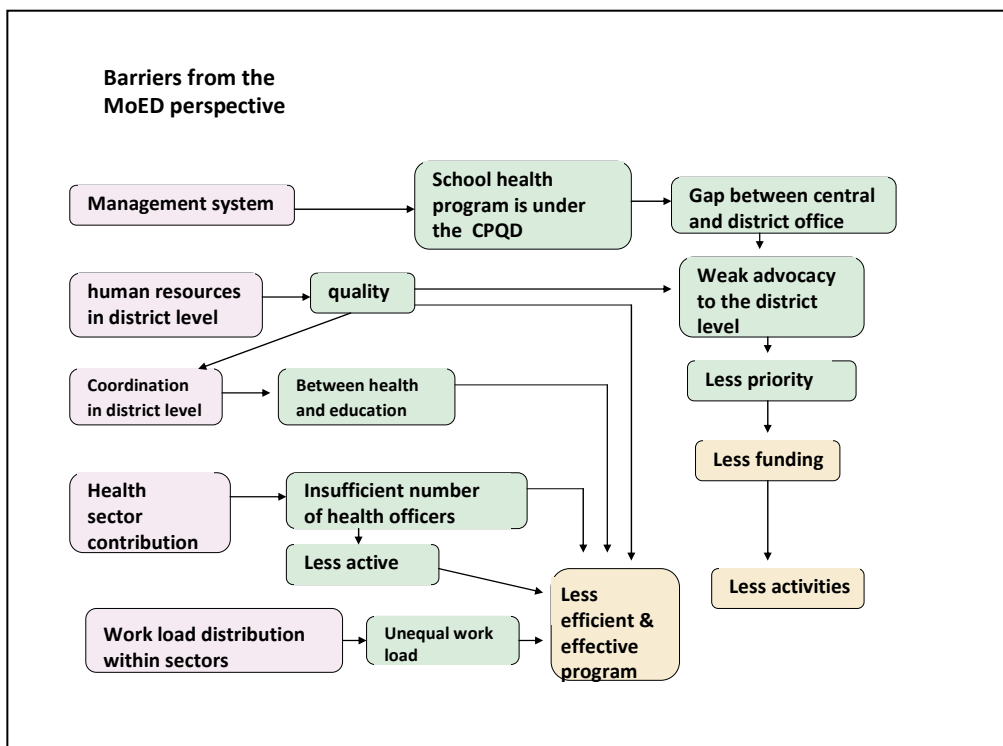 Barriers from the
MoED perspective
Management system
School health
program is under
the CPQD
Gap between central
and district office
human resources
in district level
quality
Weak advocacy
to the district
level
Coordination
in district level
Between health
and education
Less priority
Less funding
Health
sector
contribution
Insufficient number
of health officers
Less active
Less activities
Work load distribution
within sectors
Unequal work
load
Less
efficient &
effective
program